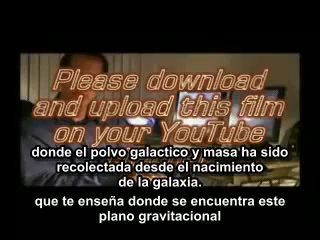 Please download
and upload this film
on your YouTube
donde el polvo galactico y masa ha sido
recolectada desde el nacimiento
de la galaxia.
que te enseña donde se encuentra este
plano gravitacional